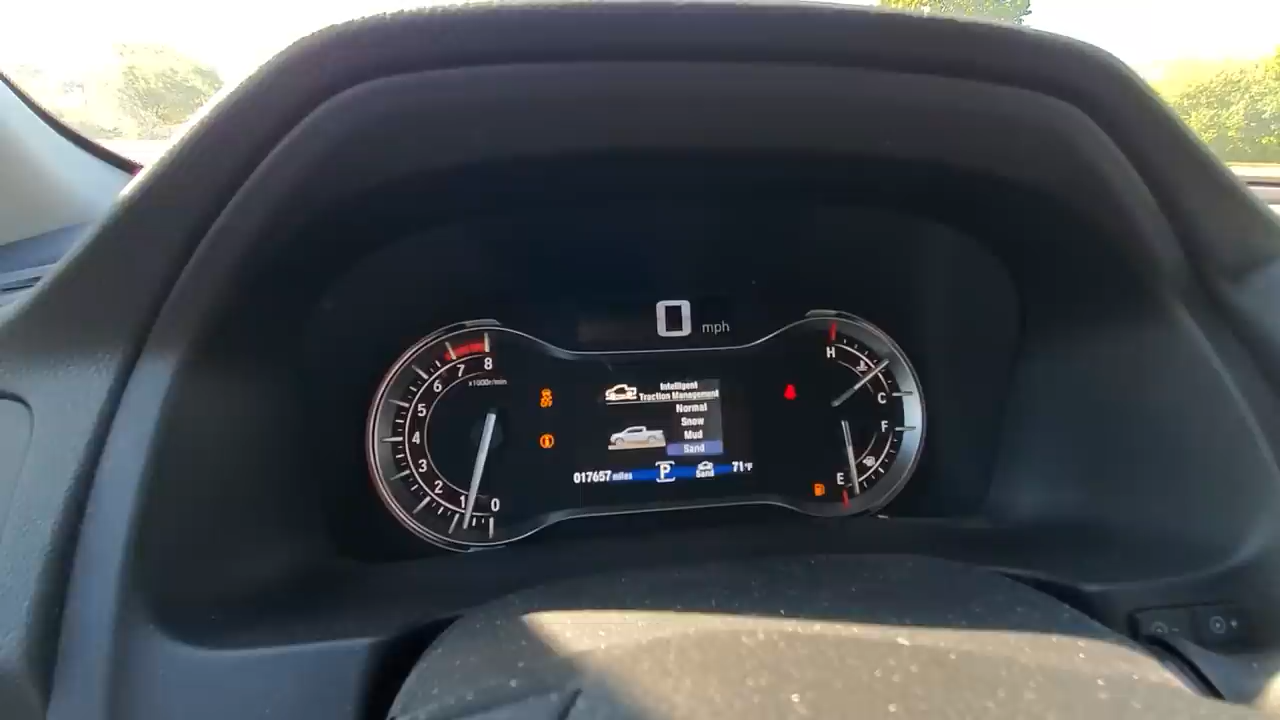 0 mph
8
7
6
5
4
3
2
1
0
x1000r/min
Intelligent
Traction Management
Normal
Snow
Mud
Sand
017657 miles
P
Sand
71°F
H
C
F
E